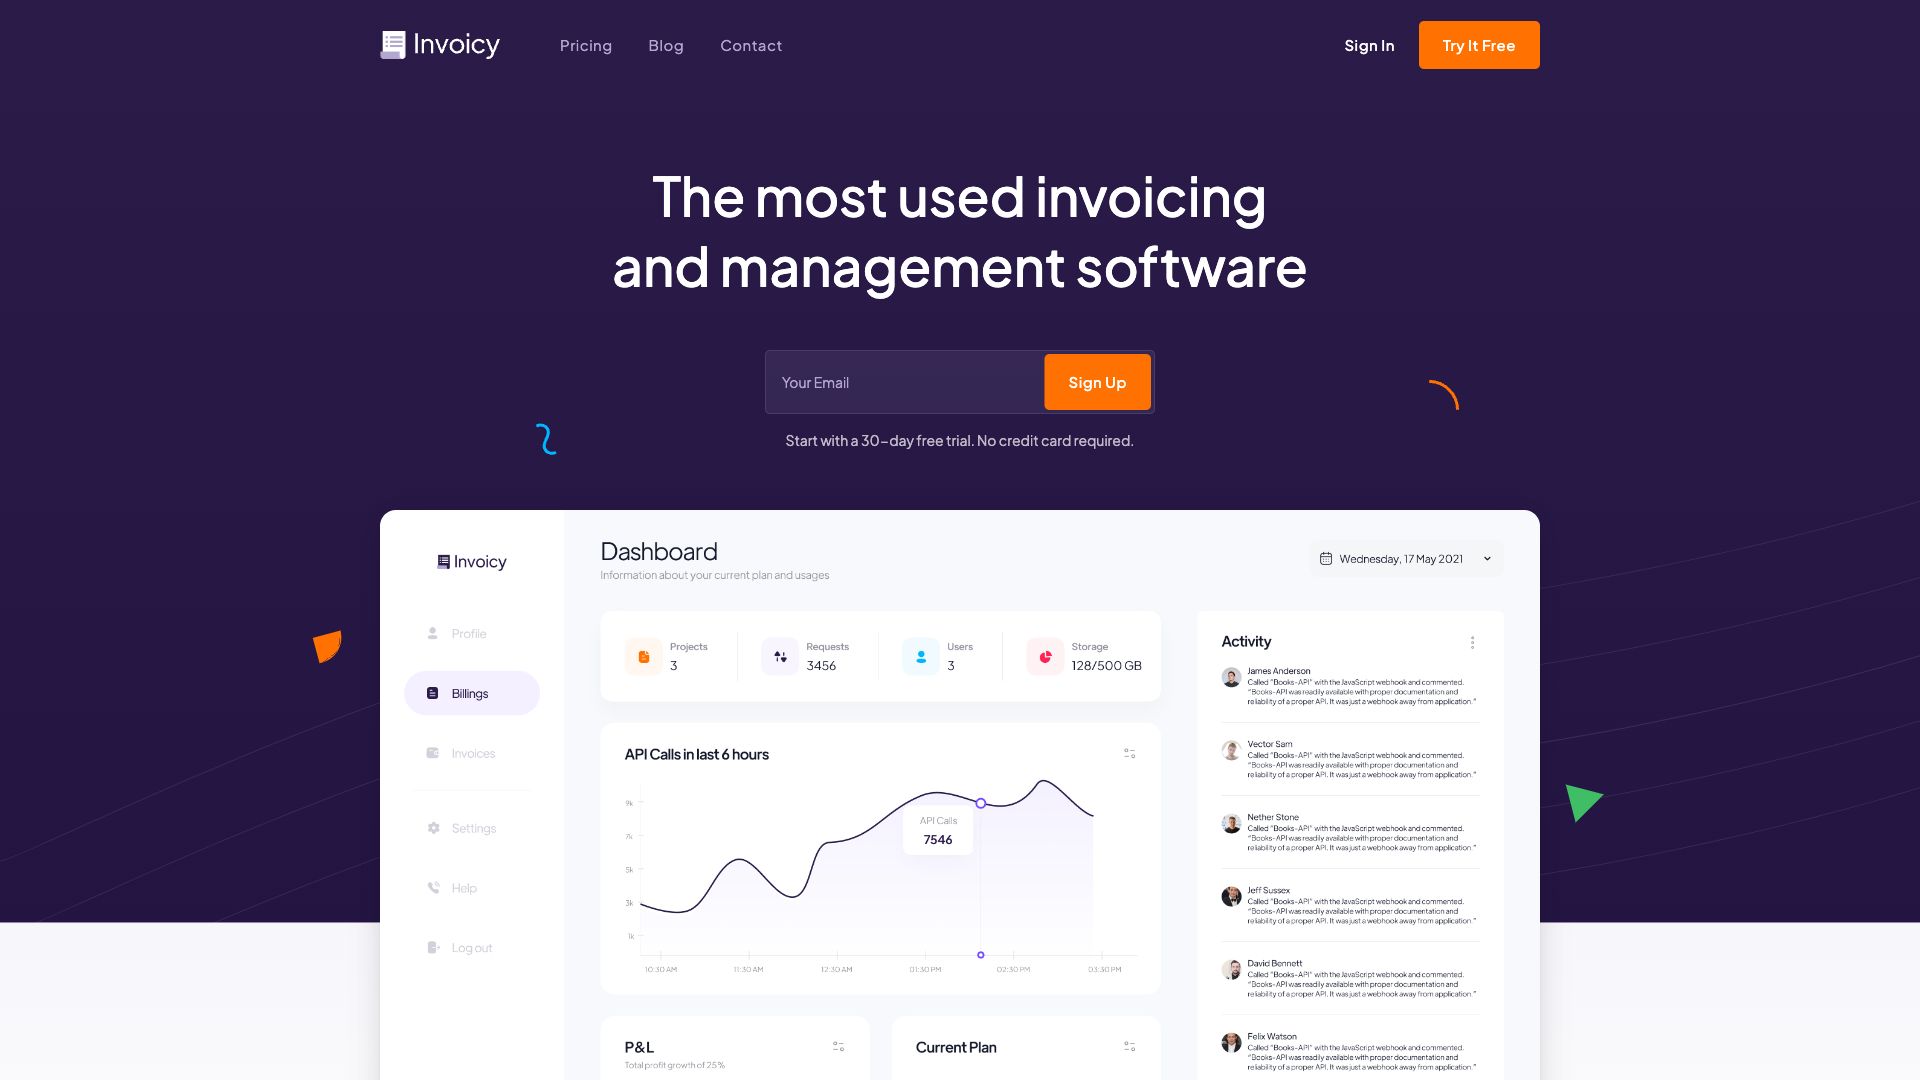 Invoicy
Pricing
Blog
Contact
Sign In
Try It Free
The most used invoicing
and management software
Your Email
Sign Up
Start with a 30-day free trial. No credit card required.
Invoicy
Profile
Billings
Invoices
Settings
Help
Log out
Dashboard
Information about your current plan and usages
Wednesday, 17 May 2021
Projects
3
Requests
3456
Users
3
Storage
128/500 GB
API Calls in last 6 hours
9k
7k
5k
3k
1k
API Calls
7546
10:30 AM
11:30 AM
12:30 AM
01:30 PM
02:30 PM
03:30 PM
P&L
Total profit growth of 25%
Current Plan
Activity
James Anderson
Called "Books-API" with the JavaScript webhook and commented.
"Books-API was readily available with proper documentation and
reliability of a proper API. It was just a webhook away from application."
Vector Sam
Called "Books-API" with the JavaScript webhook and commented.
"Books-API was readily available with proper documentation and
reliability of a proper API. It was just a webhook away from application."
Nether Stone
Called "Books-API" with the JavaScript webhook and commented.
"Books-API was readily available with proper documentation and
reliability of a proper API. It was just a webhook away from application."
Jeff Sussex
Called "Books-API" with the JavaScript webhook and commented.
"Books-API was readily available with proper documentation and
reliability of a proper API. It was just a webhook away from application."
David Bennett
Called "Books-API" with the JavaScript webhook and commented.
"Books-API was readily available with proper documentation and
reliability of a proper API. It was just a webhook away from application."
Felix Watson
Called "Books-API" with the JavaScript webhook and commented.
"Books-API was readily available with proper documentation and
reliability of a proper API. It was just a webhook away from application."